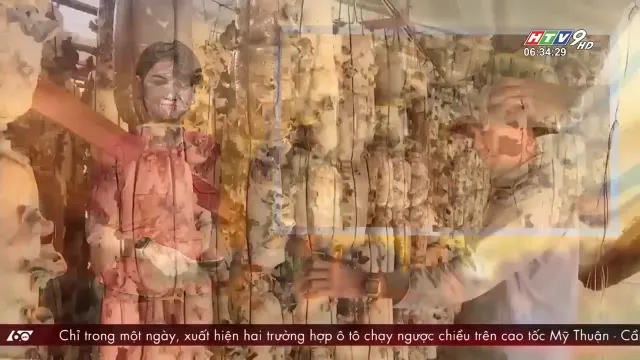 HTV9 HD
06:34:29
60 Chỉ trong một ngày, xuất hiện hai trường hợp ô tô chạy ngược chiều trên cao tốc Mỹ Thuận - Cầ